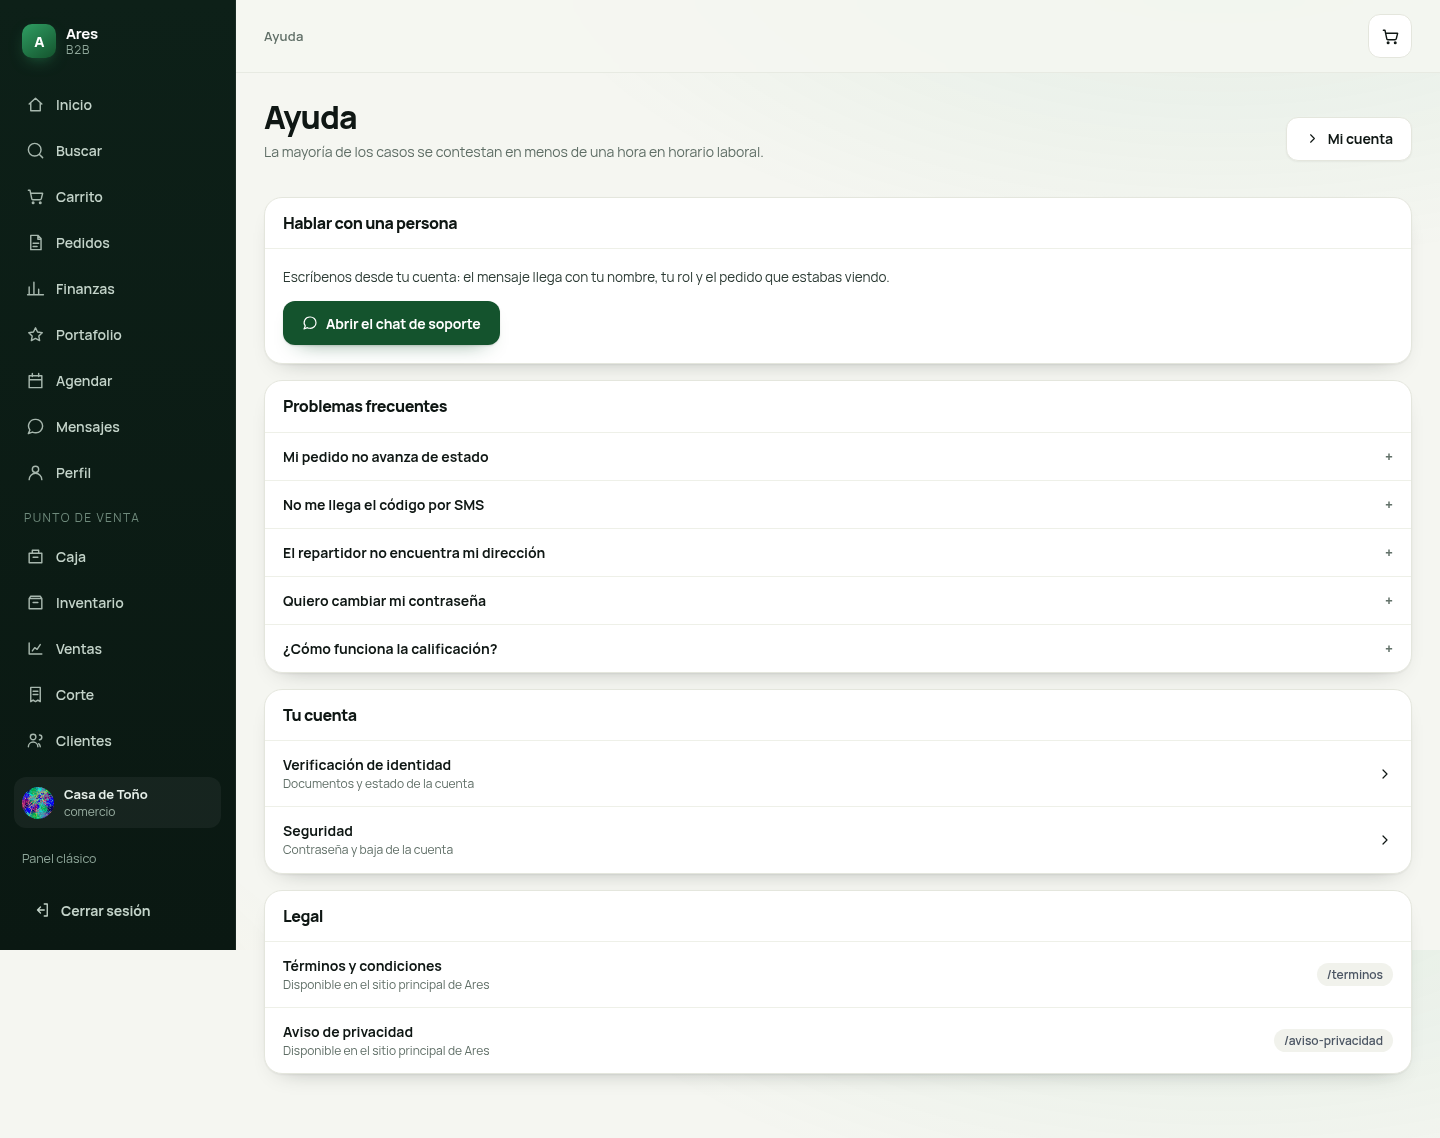 A
Ares
B2B
Inicio
Buscar
Carrito
Pedidos
Finanzas
Portafolio
Agendar
Mensajes
Perfil
PUNTO DE VENTA
Caja
Inventario
Ventas
Corte
Clientes
Casa de Toño
comercio
Panel clásico
Cerrar sesión
Ayuda
Ayuda
La mayoría de los casos se contestan en menos de una hora en horario laboral.
Mi cuenta
Hablar con una persona
Escríbenos desde tu cuenta: el mensaje llega con tu nombre, tu rol y el pedido que estabas viendo.
Abrir el chat de soporte
Problemas frecuentes
Mi pedido no avanza de estado +
No me llega el código por SMS +
El repartidor no encuentra mi dirección +
Quiero cambiar mi contraseña +
¿Cómo funciona la calificación? +
Tu cuenta
Verificación de identidad
Documentos y estado de la cuenta
Seguridad
Contraseña y baja de la cuenta
Legal
Términos y condiciones
Disponible en el sitio principal de Ares
/terminos
Aviso de privacidad
Disponible en el sitio principal de Ares
/aviso-privacidad